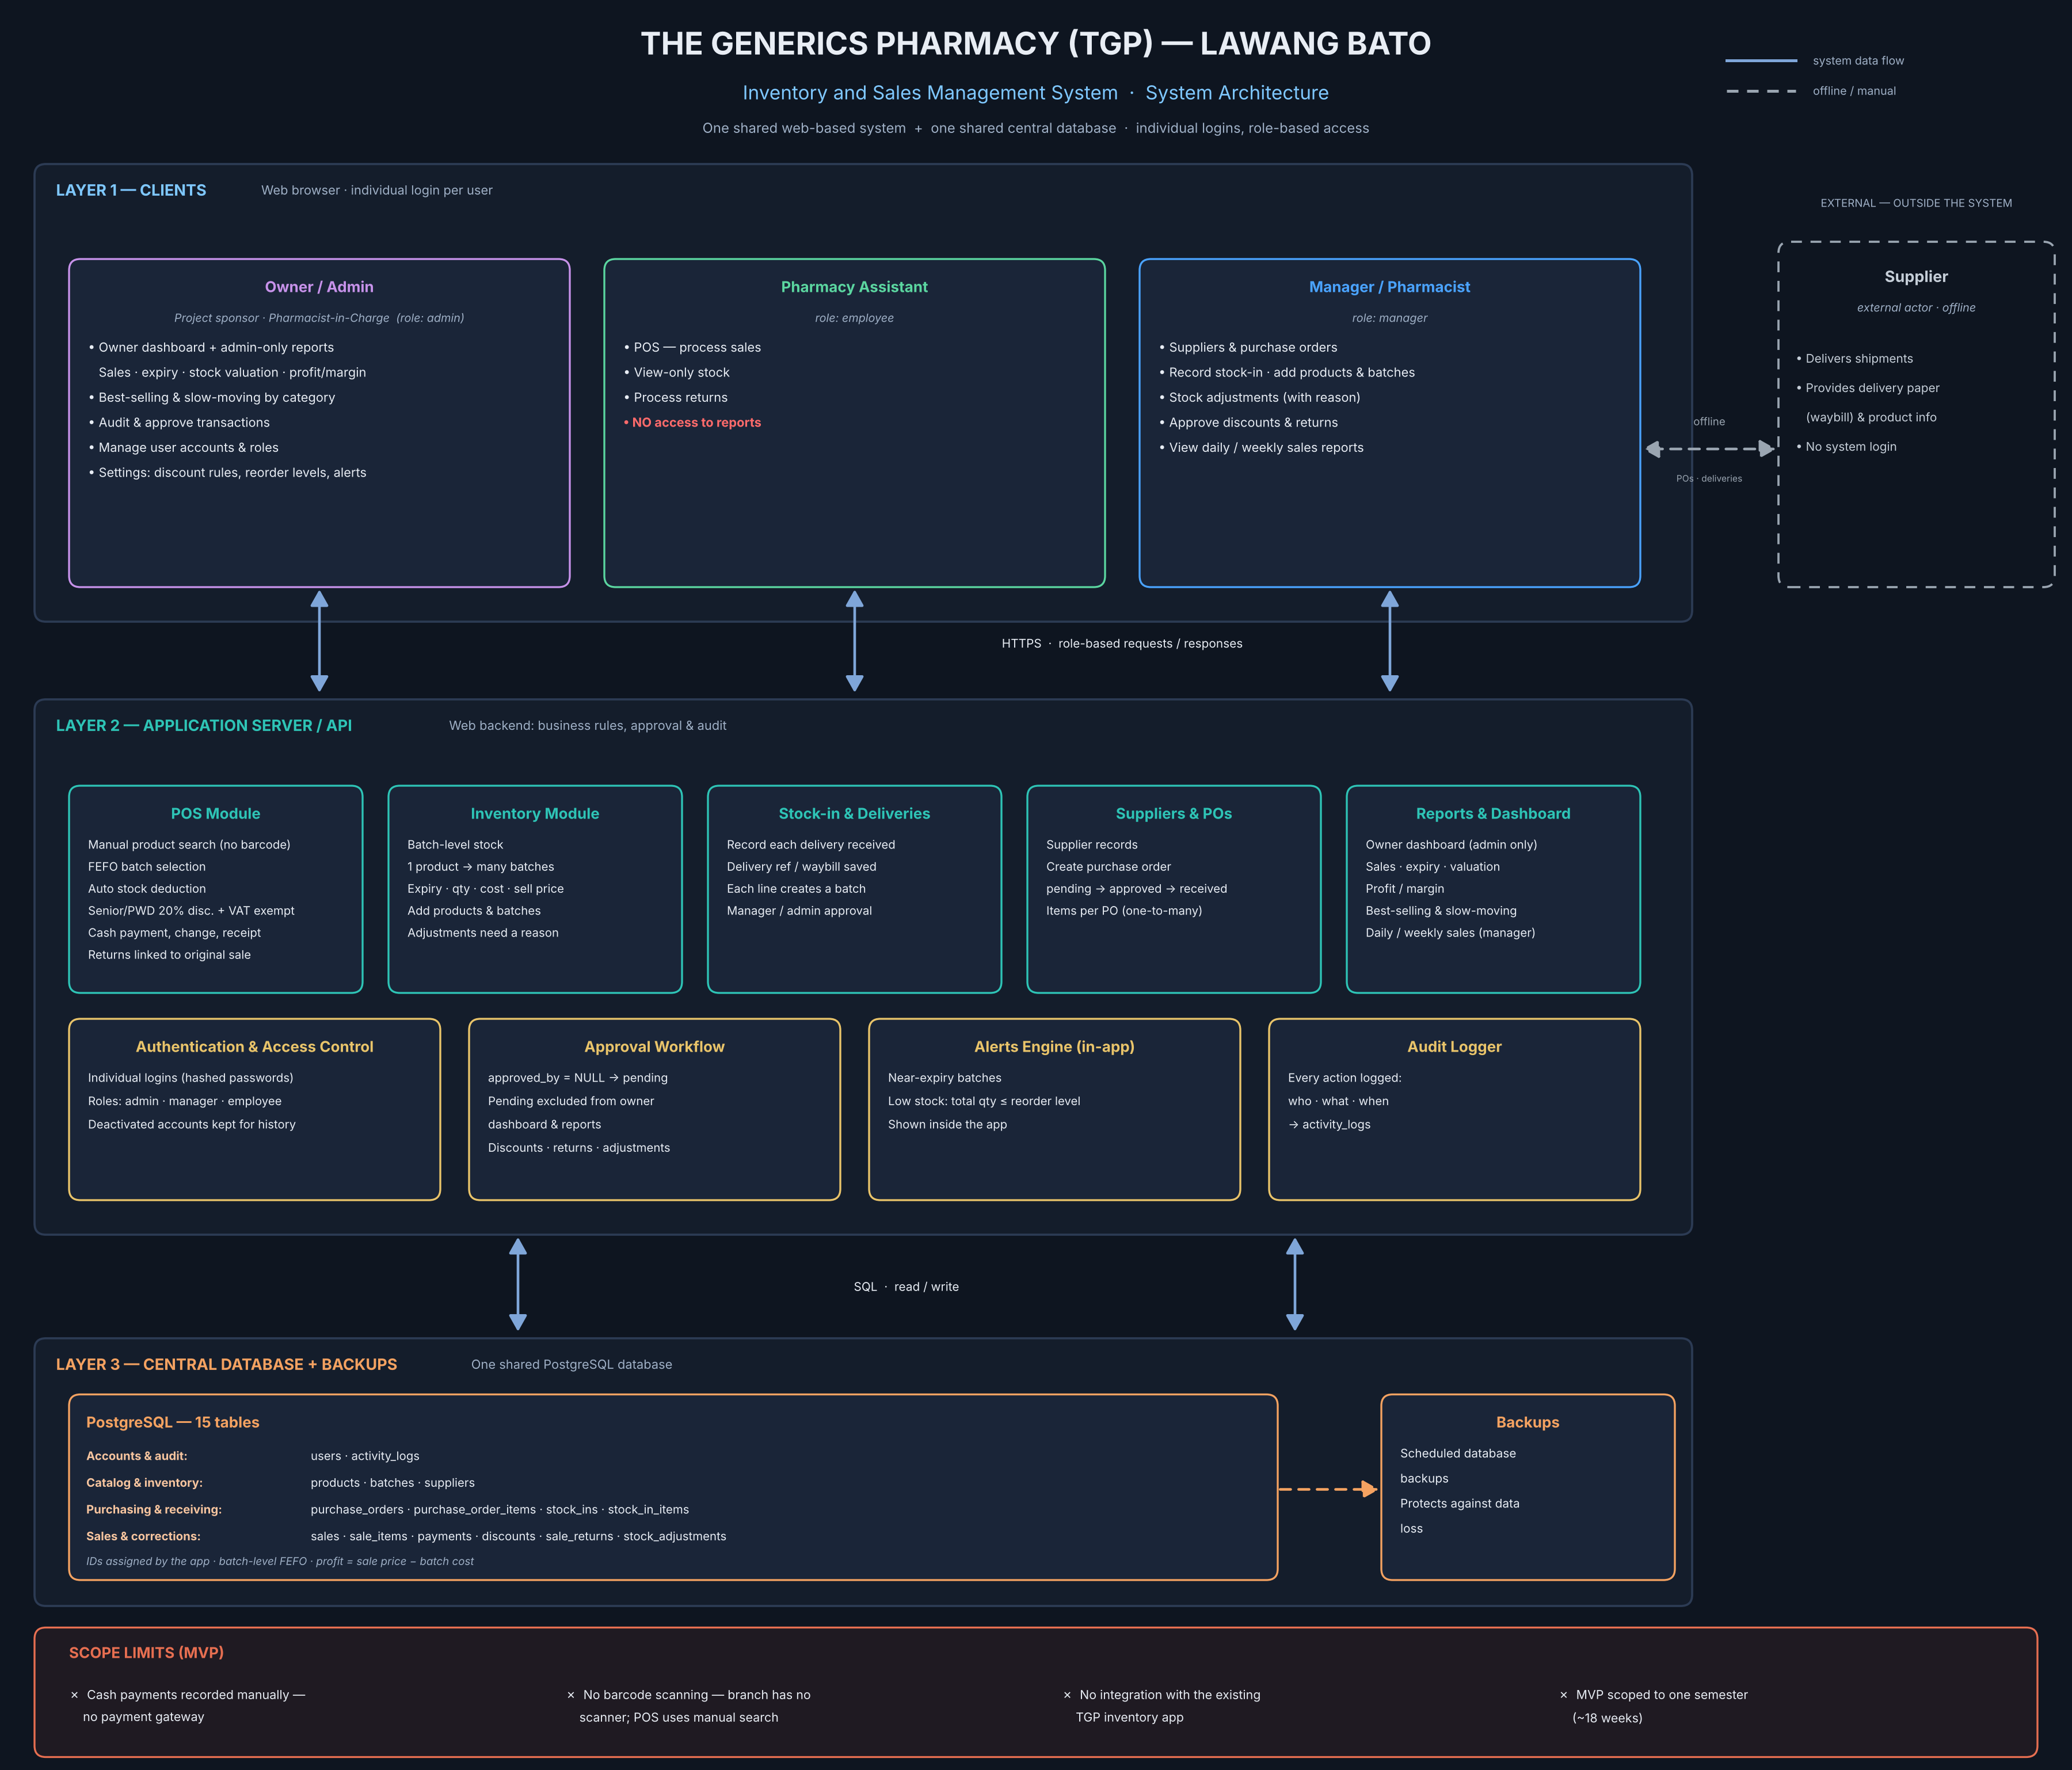 THE GENERICS PHARMACY (TGP) — LAWANG BATO
Inventory and Sales Management System · System Architecture
One shared web-based system + one shared central database · individual logins, role-based access
system data flow
offline / manual
LAYER 1 — CLIENTS
Web browser · individual login per user
Owner / Admin
Project sponsor · Pharmacist-in-Charge (role: admin)
• Owner dashboard + admin-only reports
Sales · expiry · stock valuation · profit/margin
• Best-selling & slow-moving by category
• Audit & approve transactions
• Manage user accounts & roles
• Settings: discount rules, reorder levels, alerts
Pharmacy Assistant
role: employee
• POS — process sales
• View-only stock
• Process returns
• NO access to reports
Manager / Pharmacist
role: manager
• Suppliers & purchase orders
• Record stock-in · add products & batches
• Stock adjustments (with reason)
• Approve discounts & returns
• View daily / weekly sales reports
offline
POs · deliveries
EXTERNAL — OUTSIDE THE SYSTEM
Supplier
external actor · offline
• Delivers shipments
• Provides delivery paper
(waybill) & product info
• No system login
HTTPS · role-based requests / responses
LAYER 2 — APPLICATION SERVER / API
Web backend: business rules, approval & audit
POS Module
Manual product search (no barcode)
FEFO batch selection
Auto stock deduction
Senior/PWD 20% disc. + VAT exempt
Cash payment, change, receipt
Returns linked to original sale
Inventory Module
Batch-level stock
1 product → many batches
Expiry · qty · cost · sell price
Add products & batches
Adjustments need a reason
Stock-in & Deliveries
Record each delivery received
Delivery ref / waybill saved
Each line creates a batch
Manager / admin approval
Suppliers & POs
Supplier records
Create purchase order
pending → approved → received
Items per PO (one-to-many)
Reports & Dashboard
Owner dashboard (admin only)
Sales · expiry · valuation
Profit / margin
Best-selling & slow-moving
Daily / weekly sales (manager)
Authentication & Access Control
Individual logins (hashed passwords)
Roles: admin · manager · employee
Deactivated accounts kept for history
Approval Workflow
approved_by = NULL → pending
Pending excluded from owner
dashboard & reports
Discounts · returns · adjustments
Alerts Engine (in-app)
Near-expiry batches
Low stock: total qty ≤ reorder level
Shown inside the app
Audit Logger
Every action logged:
who · what · when
→ activity_logs
SQL · read / write
LAYER 3 — CENTRAL DATABASE + BACKUPS
One shared PostgreSQL database
PostgreSQL — 15 tables
Accounts & audit: users · activity_logs
Catalog & inventory: products · batches · suppliers
Purchasing & receiving: purchase_orders · purchase_order_items · stock_ins · stock_in_items
Sales & corrections: sales · sale_items · payments · discounts · sale_returns · stock_adjustments
IDs assigned by the app · batch-level FEFO · profit = sale price − batch cost
Backups
Scheduled database
backups
Protects against data
loss
SCOPE LIMITS (MVP)
× Cash payments recorded manually —
no payment gateway
× No barcode scanning — branch has no
scanner; POS uses manual search
× No integration with the existing
TGP inventory app
× MVP scoped to one semester
(~18 weeks)